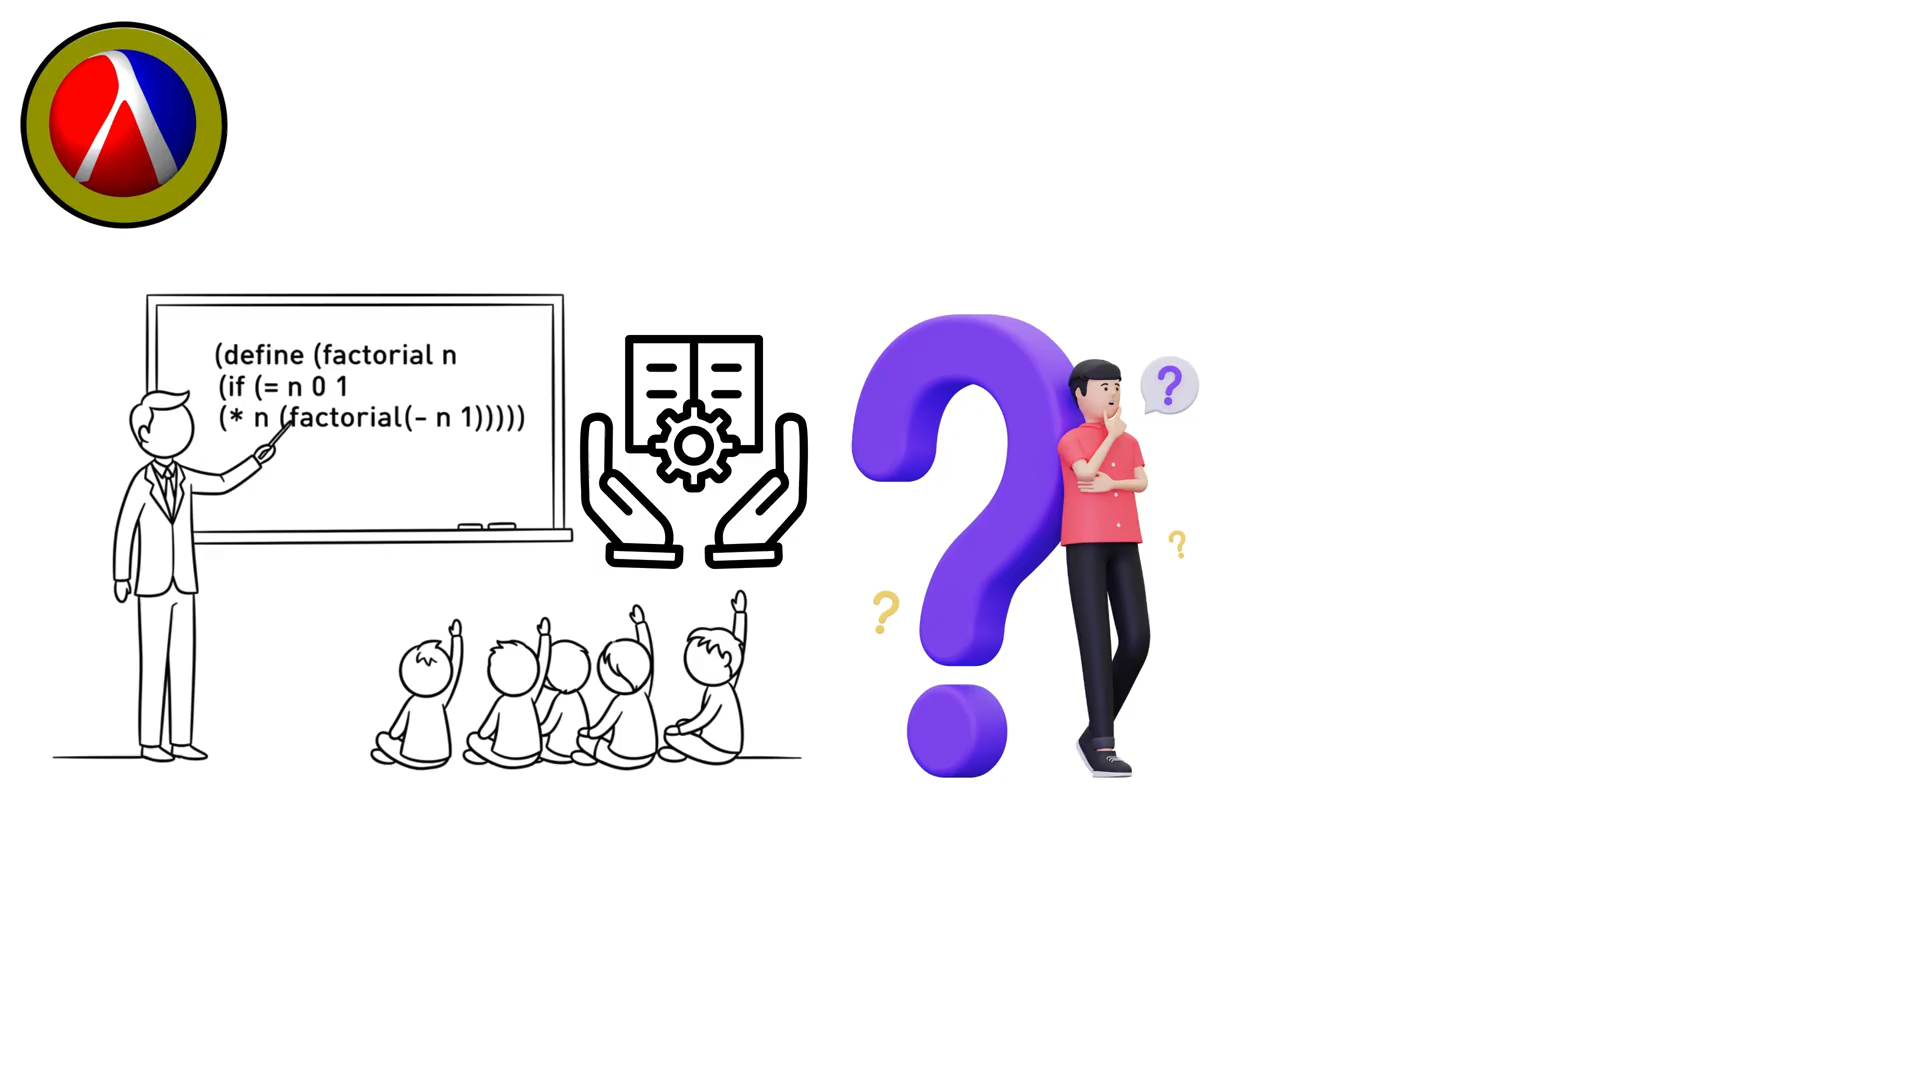 (define (factorial n
(if (= n 0 1
(* n (factorial(- n 1)))))
?
?
?
?